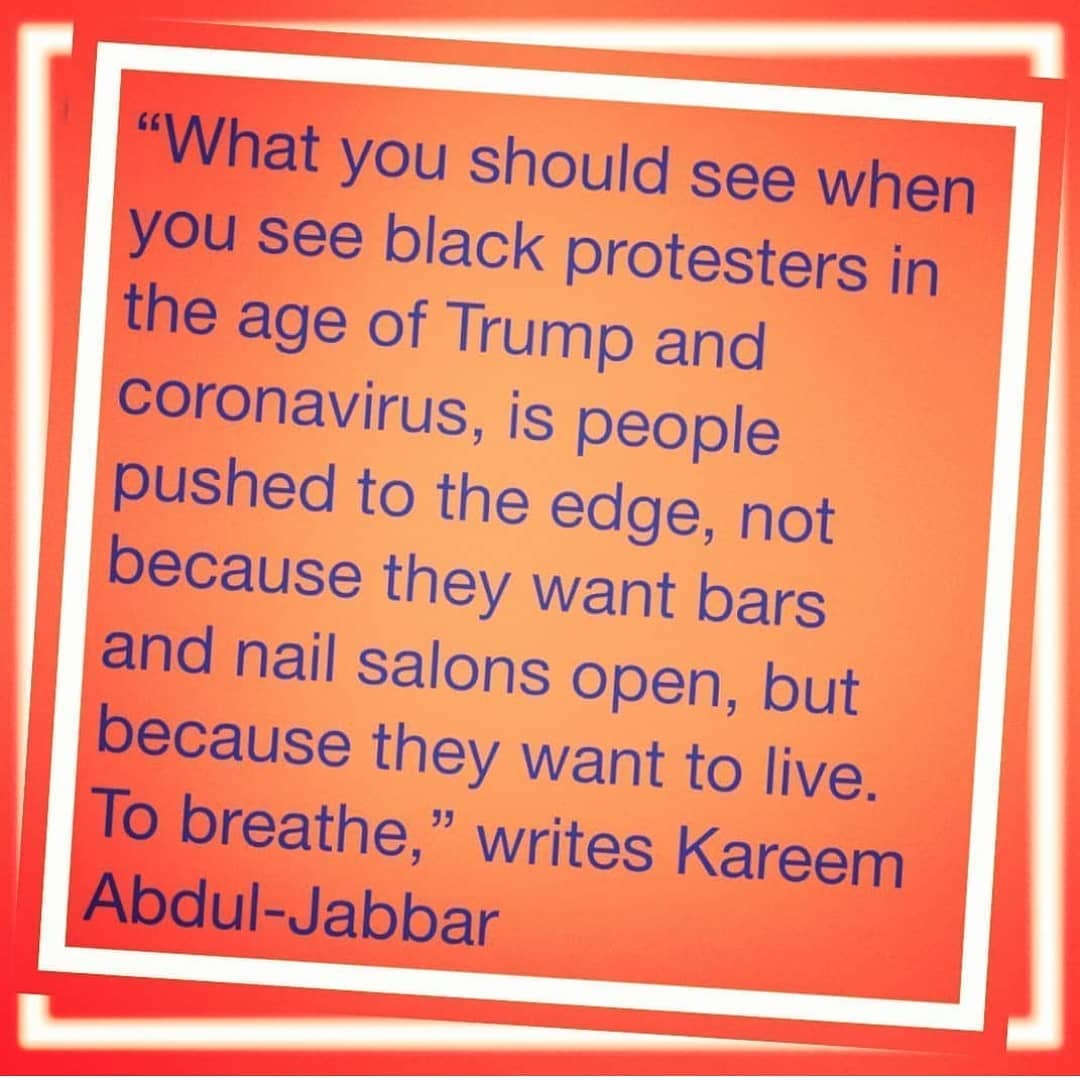 “What you should see when
you see black protesters in
the age of Trump and
coronavirus, is people
pushed to the edge, not
because they want bars
and nail salons open, but
because they want to live.
To breathe,” writes Kareem
Abdul-Jabbar